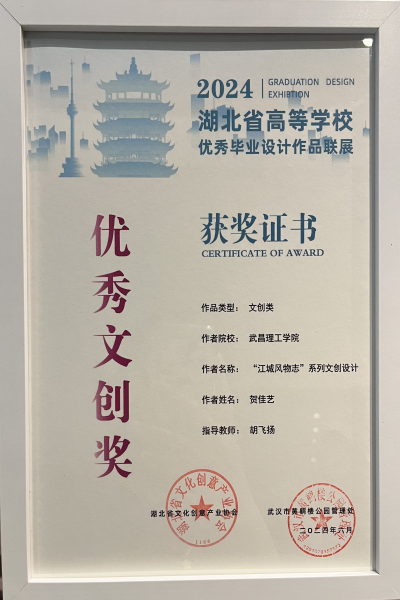 2024
GRADUATION DESIGN
EXHIBTION
湖北省高等学校
优秀毕业设计作品联展
优秀文创奖
获奖证书
CERTIFICATE OF AWARD
作品类型: 文创类
作者院校: 武昌理工学院
作者名称: “江城风物志”系列文创设计
作者姓名: 贺佳艺
指导教师: 胡飞扬
湖北省文化创意产业协会
武汉市黄鹤楼公园管理处
二〇二四年六月